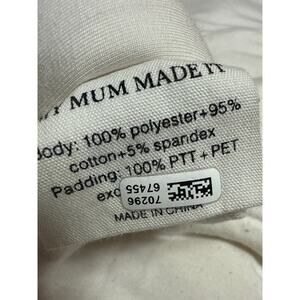 MUM MADE IT
Body: 100% polyester+95%
cotton+5% spandex
Padding: 100% PTT+PET
exc
70296
67455
MADE IN CHINA